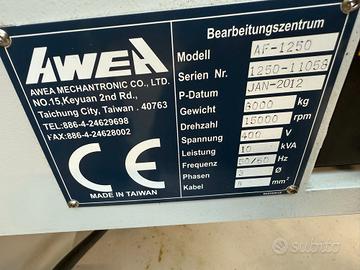 AWEA
AWEA MECHANTRONIC CO., LTD.
NO.15,Keyuan 2nd Rd.,
Taichung City, Taiwan . 40763
TEL:886-4-24629698
FAX:886-4-24628002
CE
MADE IN TAIWAN
Bearbeitungszentrum
Modell AF-1250
Serien Nr. 1250-11058
P-Datum JAN-2012
Gewicht 8000 kg
Drehzahl 15000 rpm
Spannung 400 V
Leistung 10 kVA
Frequenz 50/60 Hz
Phasen 3 Ø
Kabel mm²
subito